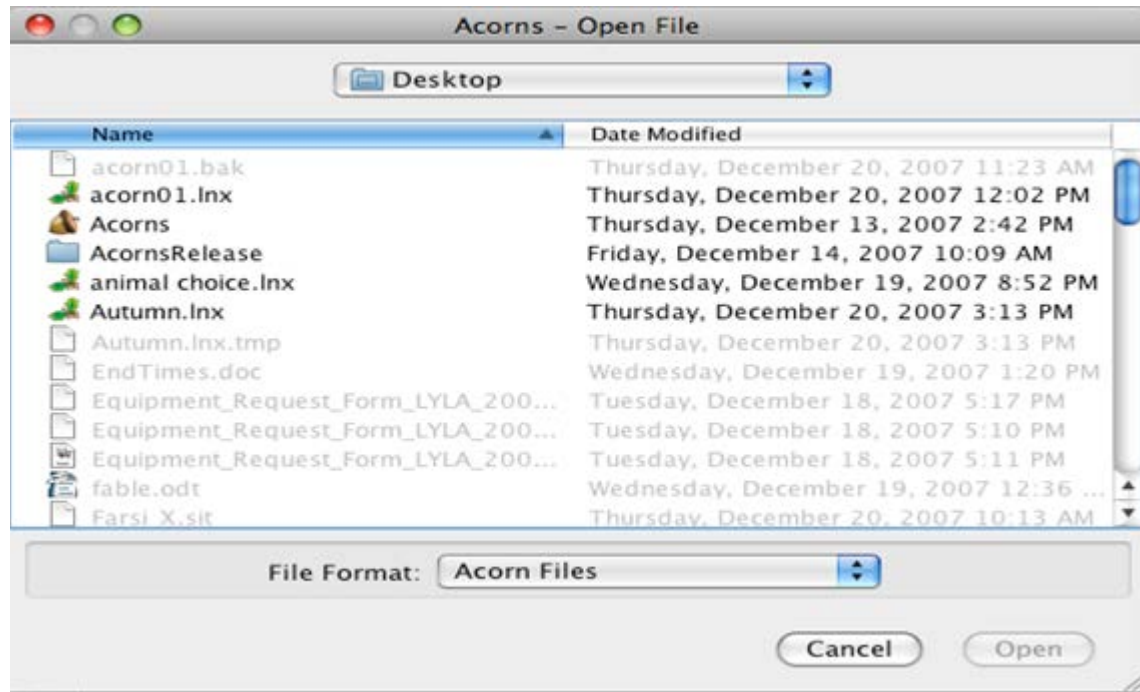 Acorns – Open File
Desktop
Name Date Modified
acorn01.bak Thursday, December 20, 2007 11:23 AM
acorn01.lnx Thursday, December 20, 2007 12:02 PM
Acorns Thursday, December 13, 2007 2:42 PM
AcornsRelease Friday, December 14, 2007 10:09 AM
animal choice.lnx Wednesday, December 19, 2007 8:52 PM
Autumn.lnx Thursday, December 20, 2007 3:13 PM
Autumn.lnx.tmp Thursday, December 20, 2007 3:13 PM
EndTimes.doc Wednesday, December 19, 2007 1:20 PM
Equipment_Request_Form_LYLA_200... Tuesday, December 18, 2007 5:17 PM
Equipment_Request_Form_LYLA_200... Tuesday, December 18, 2007 5:10 PM
Equipment_Request_Form_LYLA_200... Tuesday, December 18, 2007 5:11 PM
fable.odt Wednesday, December 19, 2007 12:36 ...
Farsi X.sit Thursday, December 20, 2007 10:13 AM
File Format: Acorn Files
Cancel Open